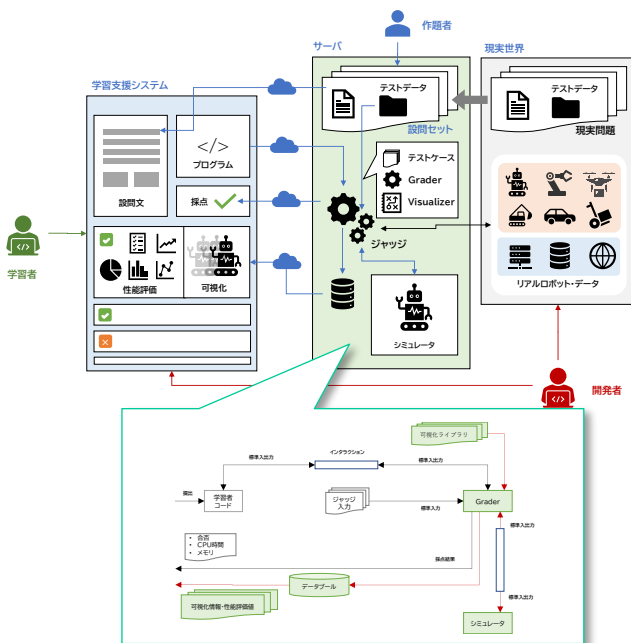 作題者
サーバ
現実世界
学習支援システム
テストデータ
テストデータ
設問セット
現実問題
</>
プログラム
設問文
採点
テストケース
Grader
Visualizer
ジャッジ
学習者
性能評価
可視化
シミュレータ
リアルロボット・データ
開発者
可視化ライブラリ
インタラクション
標準入出力
標準入出力
提出
学習者
コード
ジャッジ
入力
標準入力
Grader
標準入出力
・ 合否
・ CPU時間
・ メモリ
採点結果
データプール
可視化情報・性能評価値
標準入出力
シミュレータ